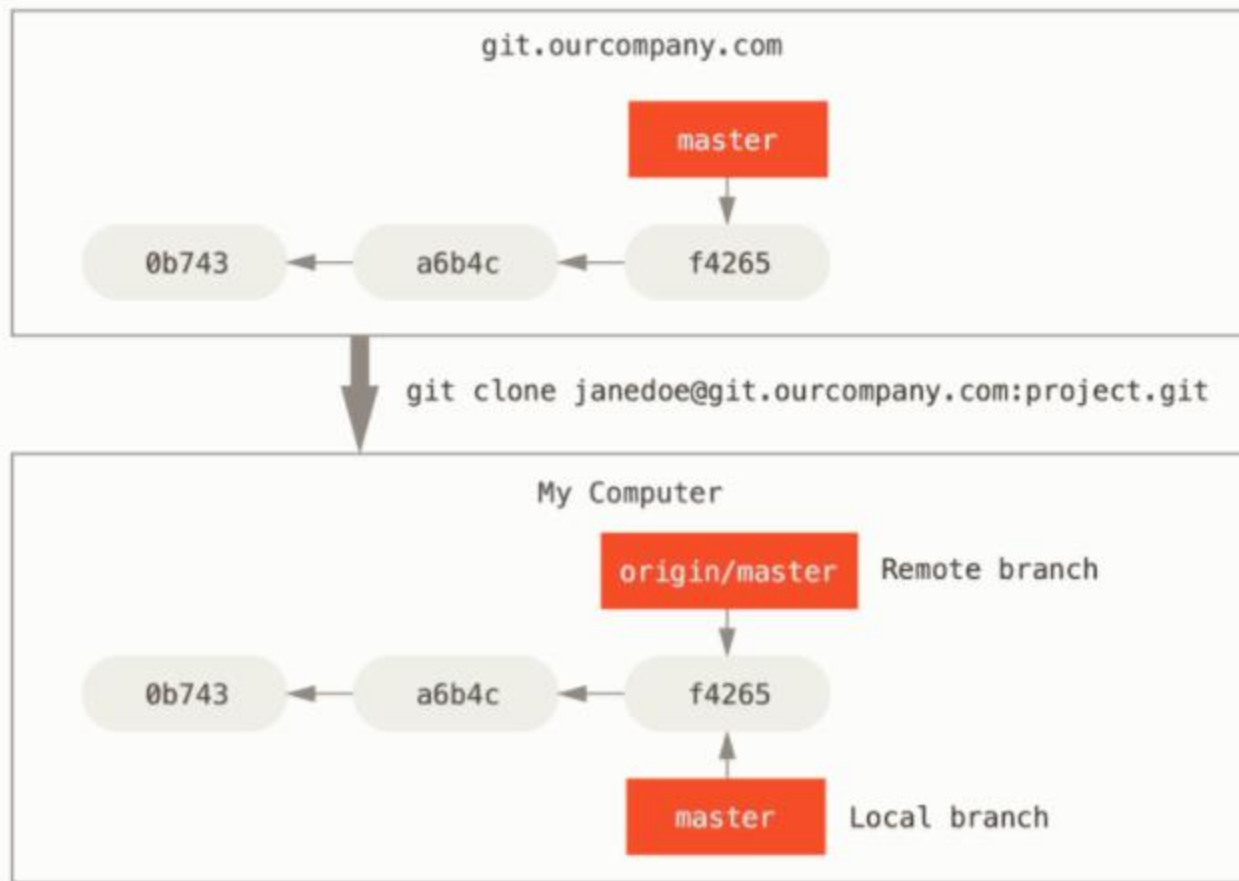 git.ourcompany.com
master
0b743 a6b4c f4265
git clone janedoe@git.ourcompany.com:project.git
My Computer
origin/master Remote branch
0b743 a6b4c f4265
master Local branch